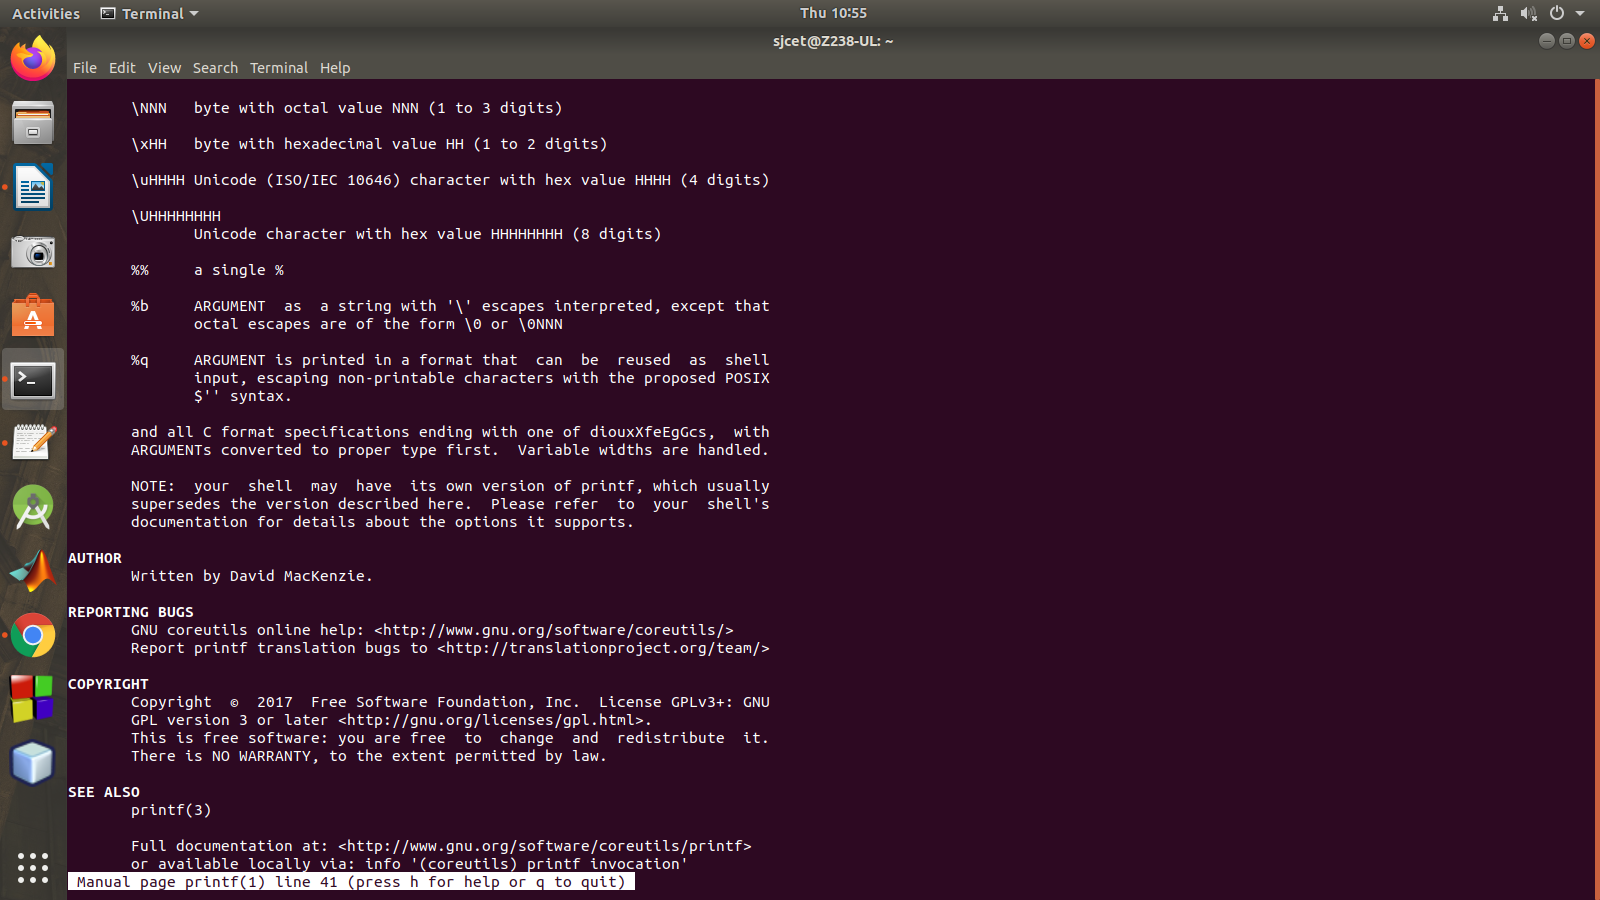 Activities Terminal Thu 10:55
sjcet@Z238-UL: ~
File Edit View Search Terminal Help
\NNN   byte with octal value NNN (1 to 3 digits)
\xHH   byte with hexadecimal value HH (1 to 2 digits)
\uHHHH Unicode (ISO/IEC 10646) character with hex value HHHH (4 digits)
\UHHHHHHHH
Unicode character with hex value HHHHHHHH (8 digits)
%%     a single %
%b     ARGUMENT  as  a string with '\' escapes interpreted, except that
octal escapes are of the form \0 or \0NNN
%q     ARGUMENT is printed in a format that  can  be  reused  as  shell
input, escaping non-printable characters with the proposed POSIX
$'' syntax.
and all C format specifications ending with one of diouxXfeEgGcs,  with
ARGUMENTs converted to proper type first.  Variable widths are handled.
NOTE:  your  shell  may  have  its own version of printf, which usually
supersedes the version described here.  Please refer  to  your  shell's
documentation for details about the options it supports.
AUTHOR
Written by David MacKenzie.
REPORTING BUGS
GNU coreutils online help: <http://www.gnu.org/software/coreutils/>
Report printf translation bugs to <http://translationproject.org/team/>
COPYRIGHT
Copyright  ©  2017  Free Software Foundation, Inc.  License GPLv3+: GNU
GPL version 3 or later <http://gnu.org/licenses/gpl.html>.
This is free software: you are free  to  change  and  redistribute  it.
There is NO WARRANTY, to the extent permitted by law.
SEE ALSO
printf(3)
Full documentation at: <http://www.gnu.org/software/coreutils/printf>
or available locally via: info '(coreutils) printf invocation'
Manual page printf(1) line 41 (press h for help or q to quit)